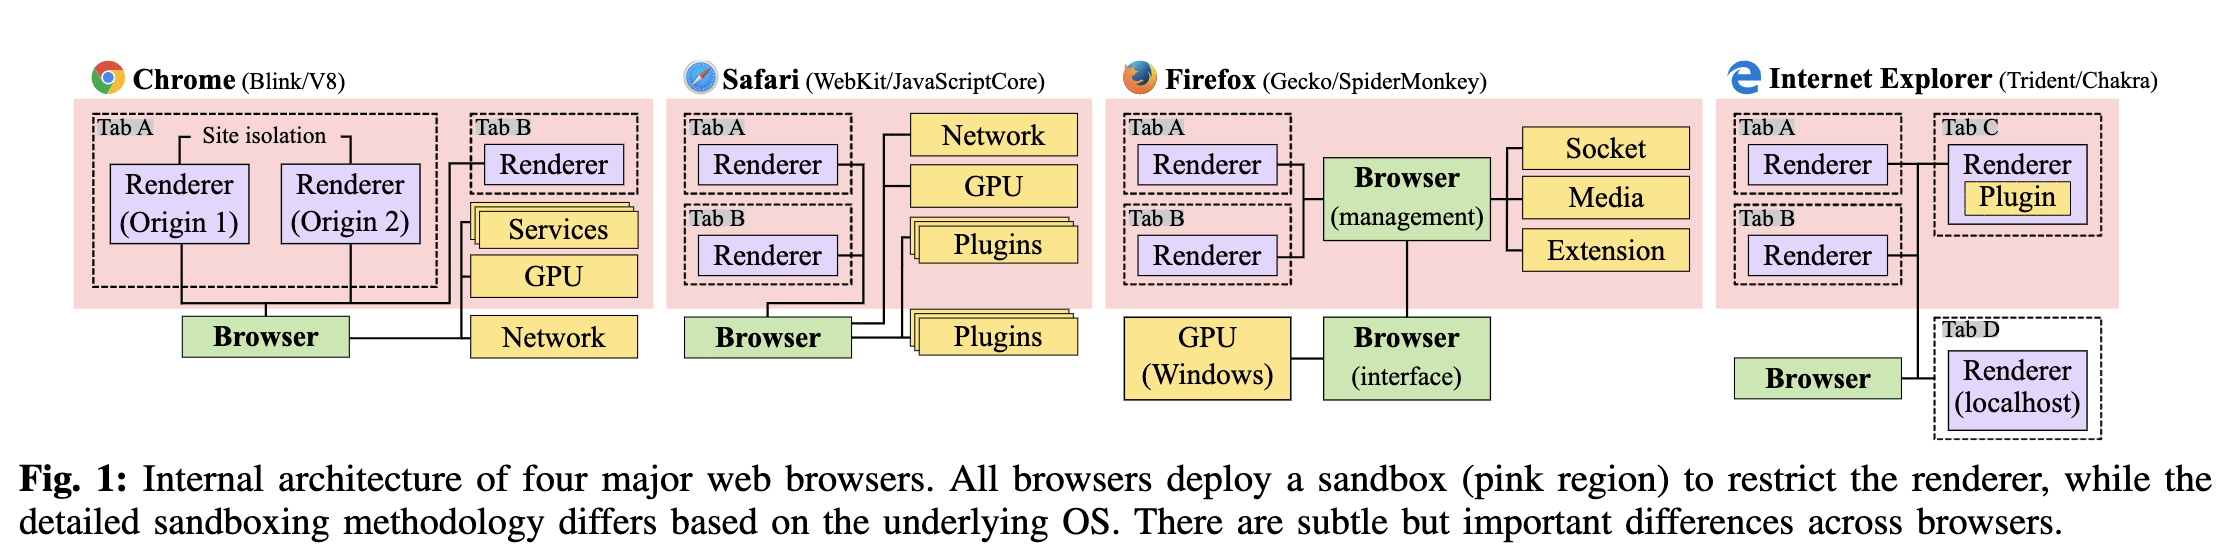 Chrome (Blink/V8)
Tab A
Site isolation
Renderer
(Origin 1)
Renderer
(Origin 2)
Tab B
Renderer
Services
GPU
Browser
Network
Safari (WebKit/JavaScriptCore)
Tab A
Renderer
Tab B
Renderer
Network
GPU
Plugins
Browser
Plugins
Firefox (Gecko/SpiderMonkey)
Tab A
Renderer
Tab B
Renderer
Browser
(management)
Socket
Media
Extension
GPU
(Windows)
Browser
(interface)
Internet Explorer (Trident/Chakra)
Tab A
Renderer
Tab B
Renderer
Tab C
Renderer
Plugin
Browser
Tab D
Renderer
(localhost)
Fig. 1: Internal architecture of four major web browsers. All browsers deploy a sandbox (pink region) to restrict the renderer, while the
detailed sandboxing methodology differs based on the underlying OS. There are subtle but important differences across browsers.